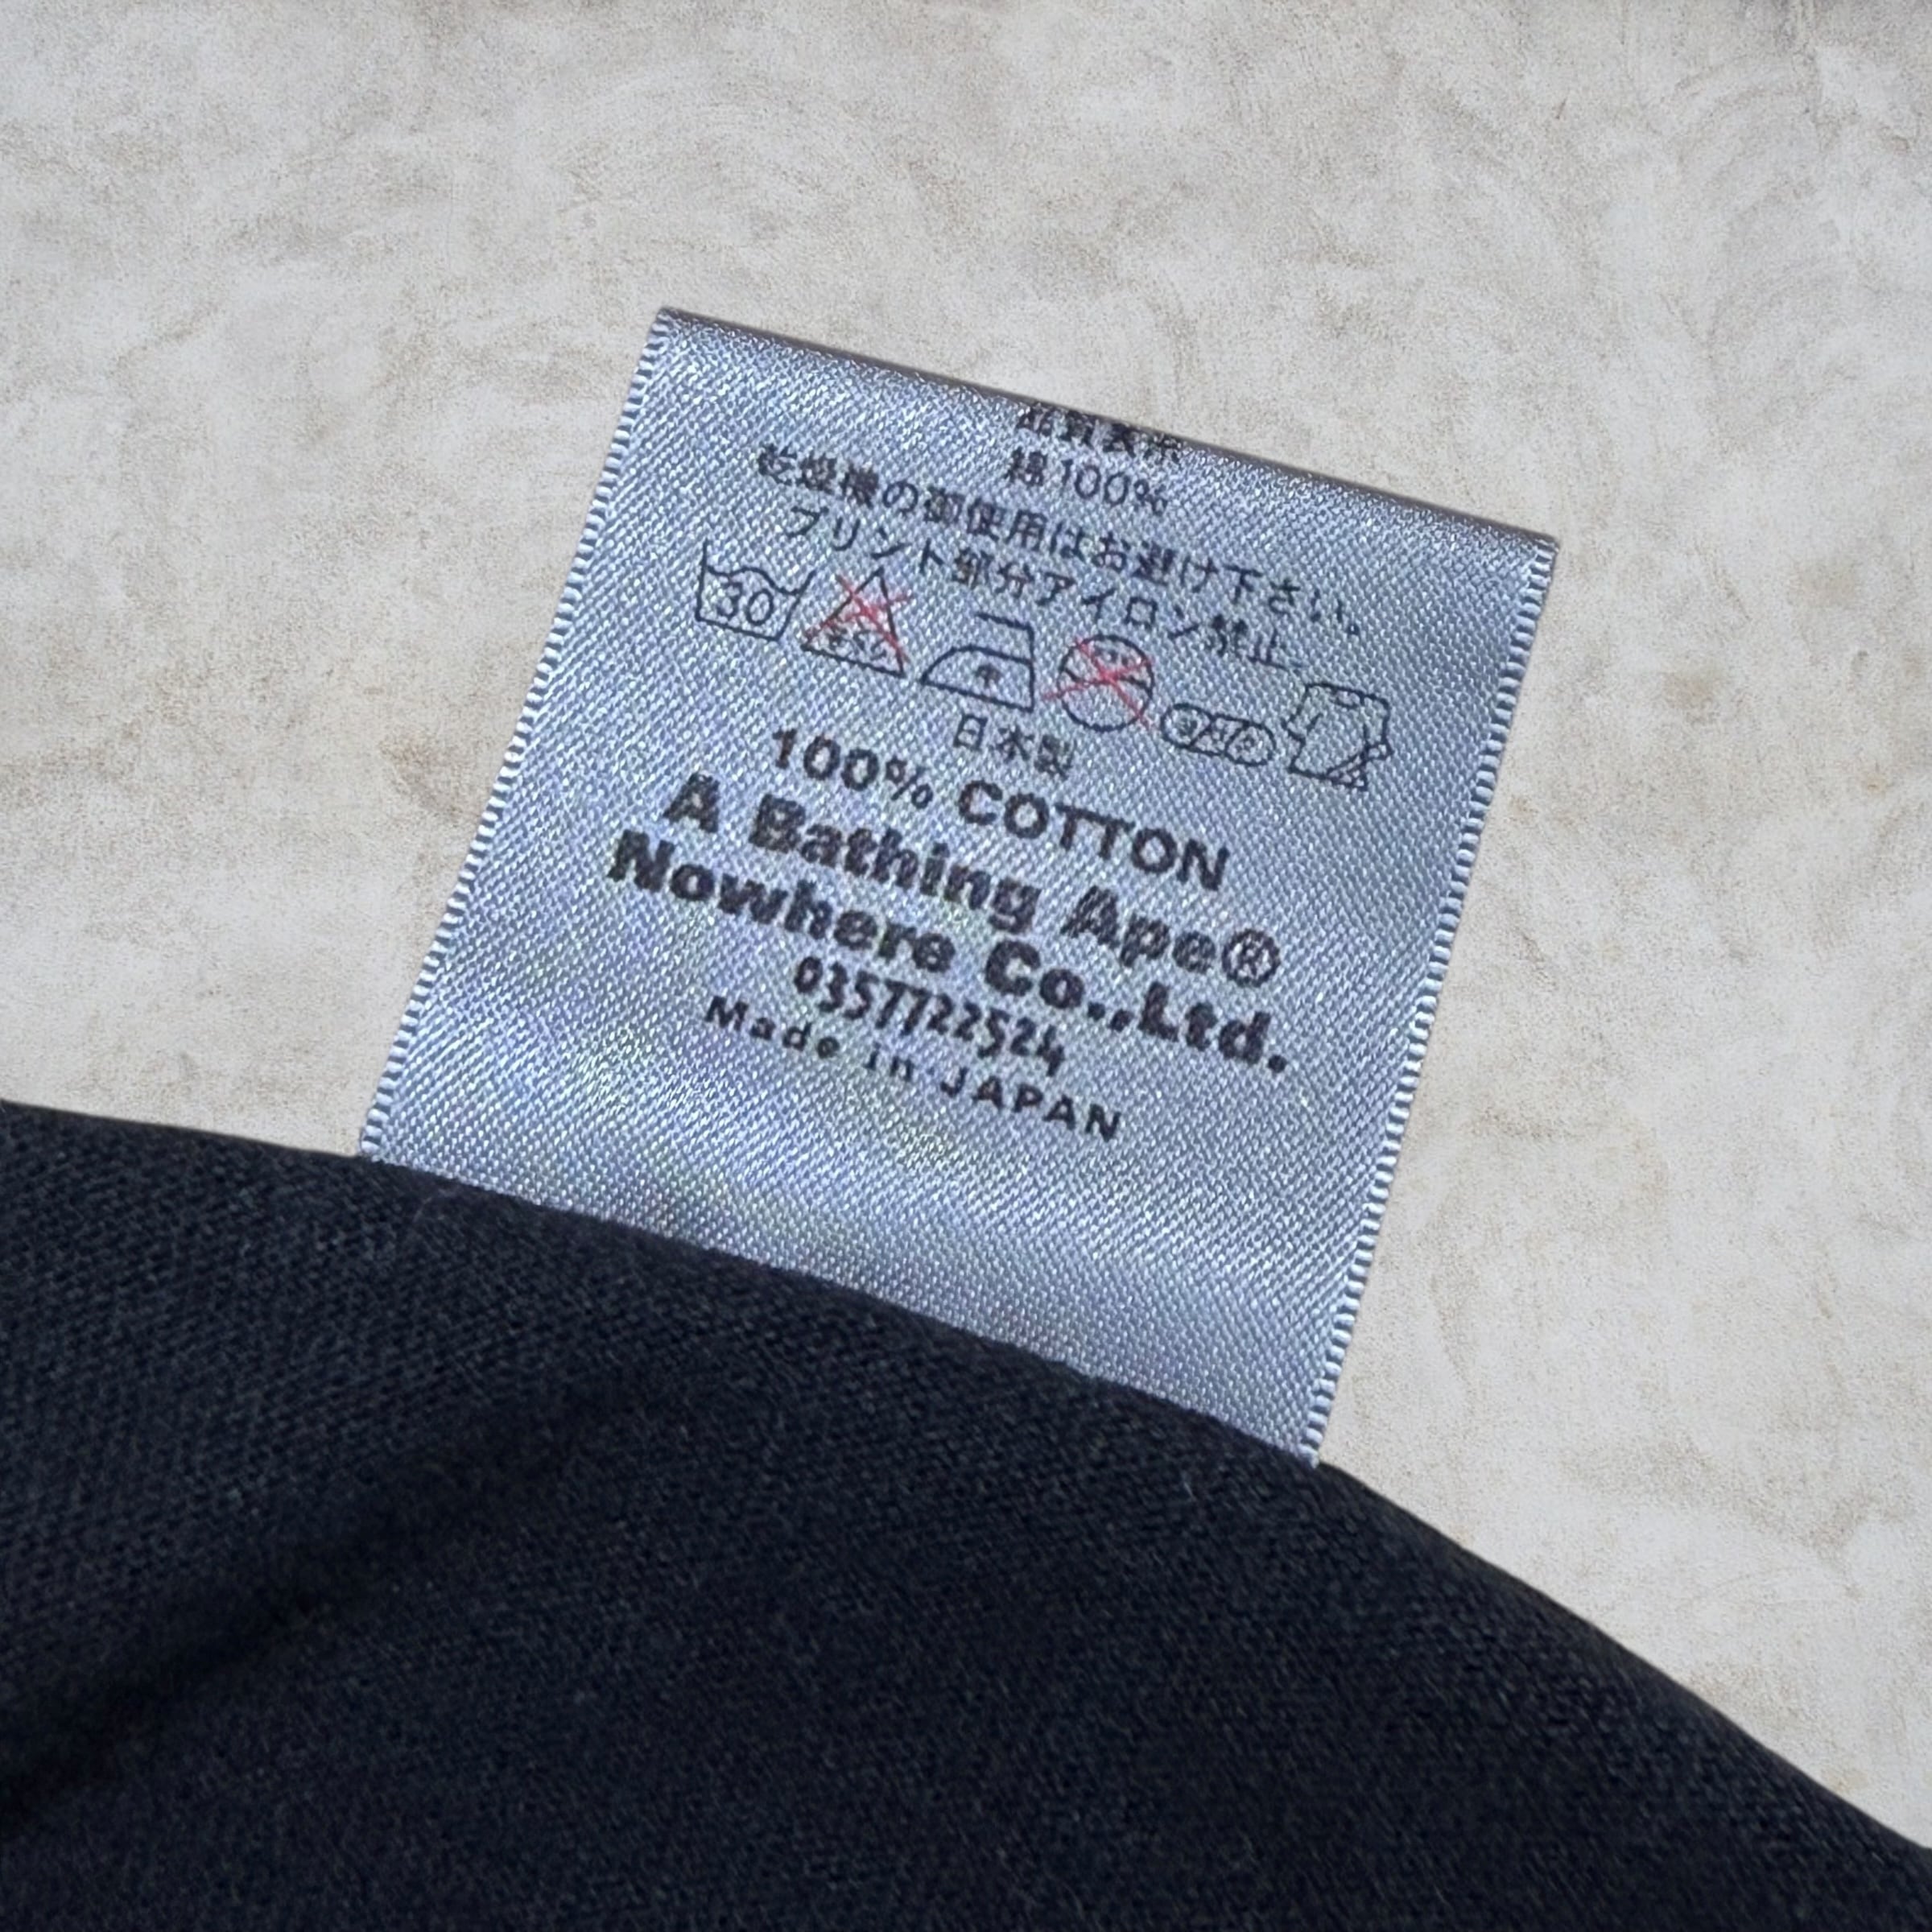 品質表示
綿100%
乾燥機の御使用はお避け下さい。
プリント部分アイロン禁止。
30
日本製
100% COTTON
A Bathing Ape®
Nowhere Co.,Ltd.
0357722524
Made in JAPAN